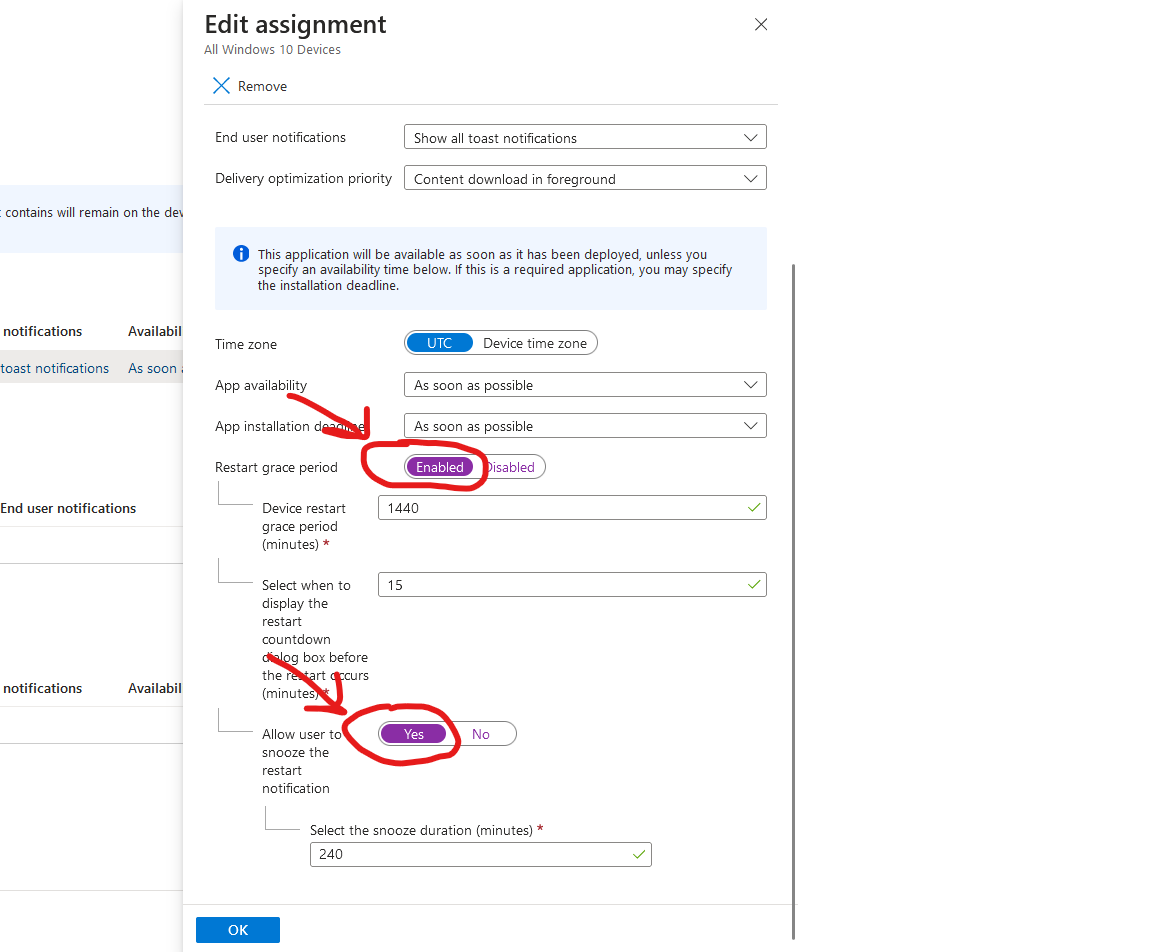 Edit assignment
All Windows 10 Devices
Remove
End user notifications
Show all toast notifications
Delivery optimization priority
Content download in foreground
contains will remain on the
This application will be available as soon as it has been deployed, unless you
specify an availability time below. If this is a required application, you may specify
the installation deadline.
notifications
Availabil
toast notifications
As soon
Time zone
UTC
Device time zone
App availability
As soon as possible
App installation deadline
As soon as possible
Restart grace period
Enabled
Disabled
End user notifications
Device restart
grace period
(minutes) *
1440
Select when to
display the
restart
countdown
dialog box before
the restart occurs
(minutes) *
15
notifications
Availabil
Allow user to
snooze the
restart
notification
Yes
No
Select the snooze duration (minutes) *
240
OK